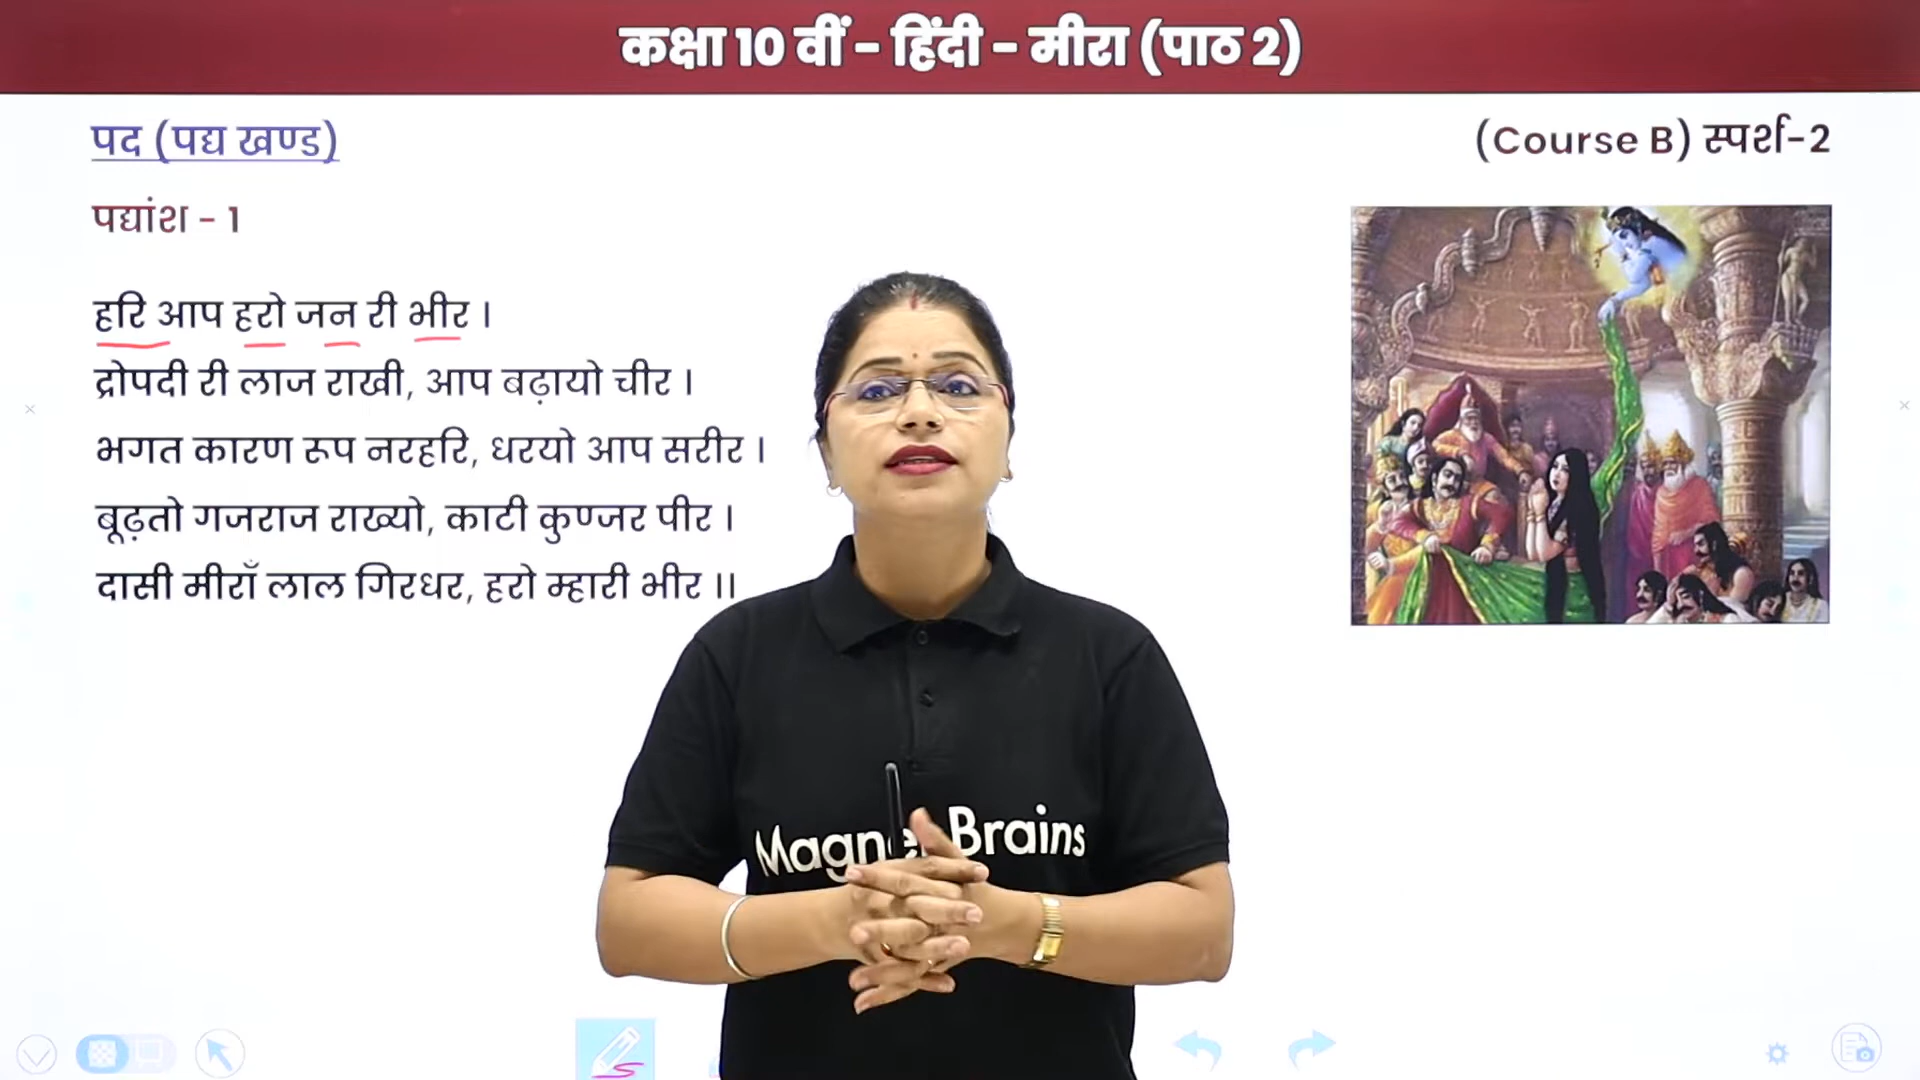 कक्षा 10 वीं - हिंदी - मीरा (पाठ 2)
पद (पद्य खण्ड)
(Course B) स्पर्श-2
पद्यांश - 1
हरि आप हरो जन री भीर ।
द्रोपदी री लाज राखी, आप बढ़ायो चीर ।
भगत कारण रूप नरहरि, धरयो आप सरीर ।
बूढ़तो गजराज राख्यो, काटी कुण्जर पीर ।
दासी मीराँ लाल गिरधर, हरो म्हारी भीर ।।
Brains